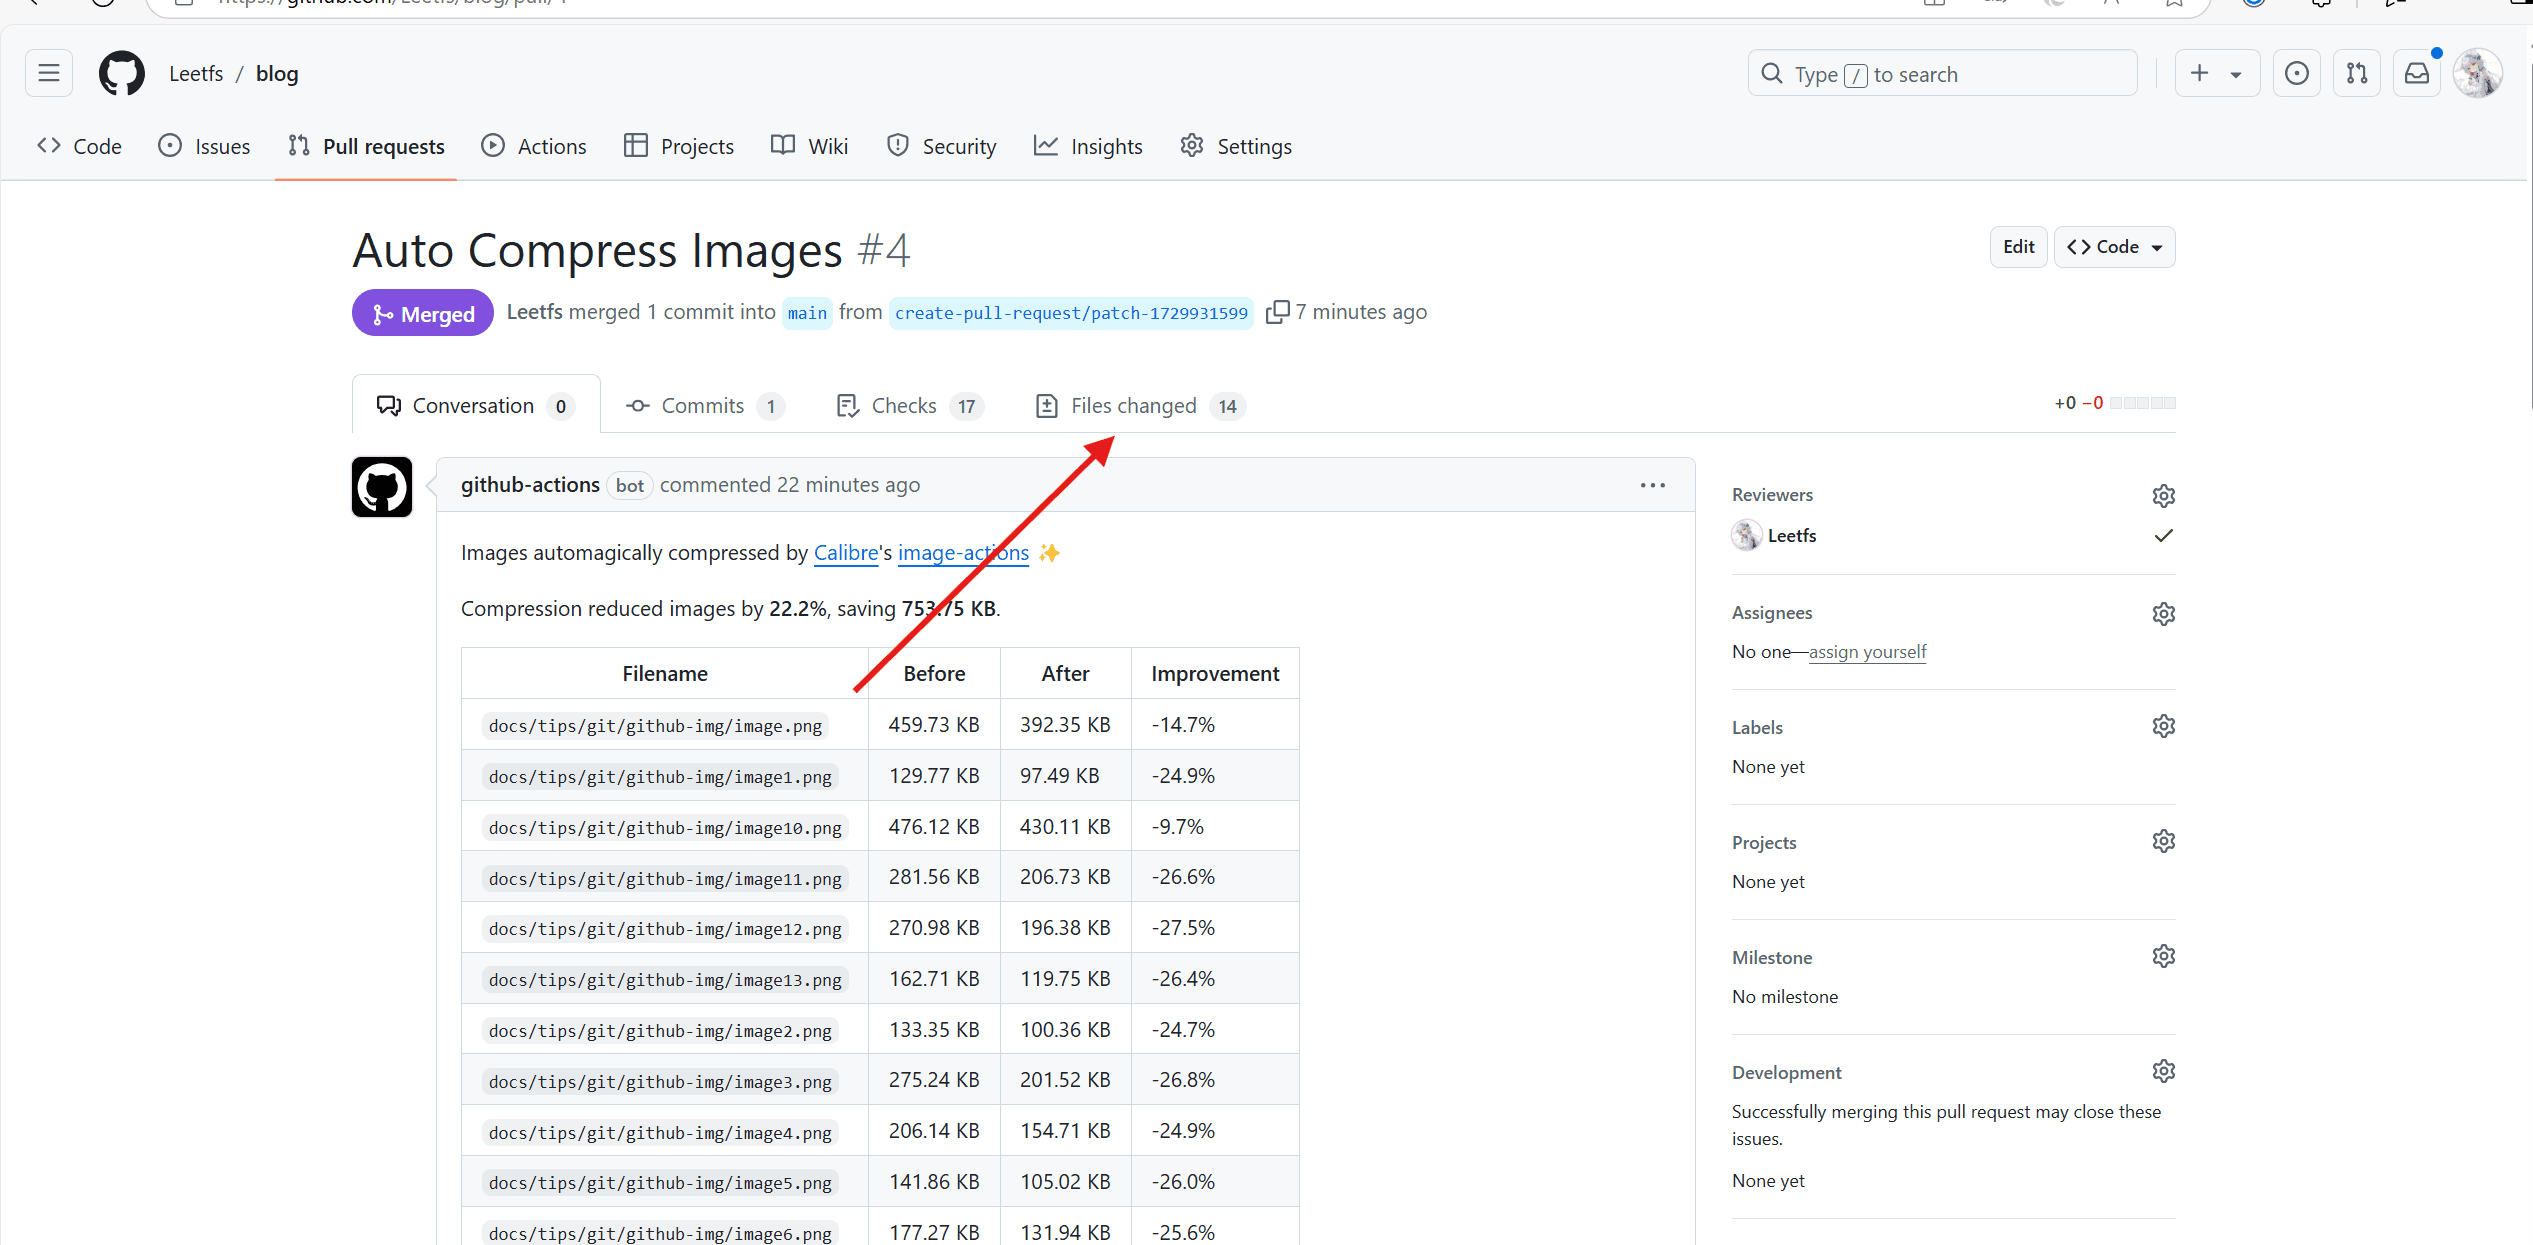 Leetfs / blog
Type / to search
Code Issues Pull requests Actions Projects Wiki Security Insights Settings
Auto Compress Images #4
Edit Code
Merged Leetfs merged 1 commit into main from create-pull-request/patch-1729931599 7 minutes ago
Conversation 0 Commits 1 Checks 17 Files changed 14 +0 −0
github-actions bot commented 22 minutes ago
Images automagically compressed by Calibre's image-actions ✨
Compression reduced images by 22.2%, saving 753.75 KB.
Filename Before After Improvement
docs/tips/git/github-img/image.png 459.73 KB 392.35 KB -14.7%
docs/tips/git/github-img/image1.png 129.77 KB 97.49 KB -24.9%
docs/tips/git/github-img/image10.png 476.12 KB 430.11 KB -9.7%
docs/tips/git/github-img/image11.png 281.56 KB 206.73 KB -26.6%
docs/tips/git/github-img/image12.png 270.98 KB 196.38 KB -27.5%
docs/tips/git/github-img/image13.png 162.71 KB 119.75 KB -26.4%
docs/tips/git/github-img/image2.png 133.35 KB 100.36 KB -24.7%
docs/tips/git/github-img/image3.png 275.24 KB 201.52 KB -26.8%
docs/tips/git/github-img/image4.png 206.14 KB 154.71 KB -24.9%
docs/tips/git/github-img/image5.png 141.86 KB 105.02 KB -26.0%
docs/tips/git/github-img/image6.png 177.27 KB 131.94 KB -25.6%
Reviewers
Leetfs
Assignees
No one—assign yourself
Labels
None yet
Projects
None yet
Milestone
No milestone
Development
Successfully merging this pull request may close these
issues.
None yet